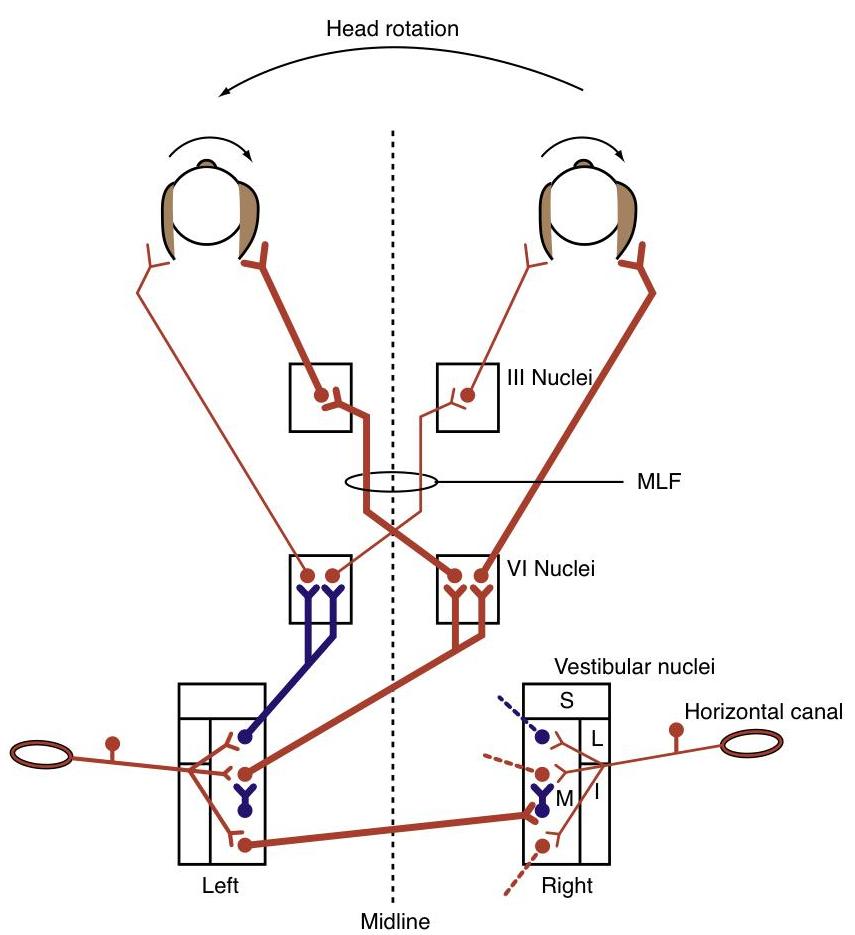 Head rotation
III Nuclei
MLF
VI Nuclei
Vestibular nuclei
S
Horizontal canal
L
M
I
Left
Right
Midline